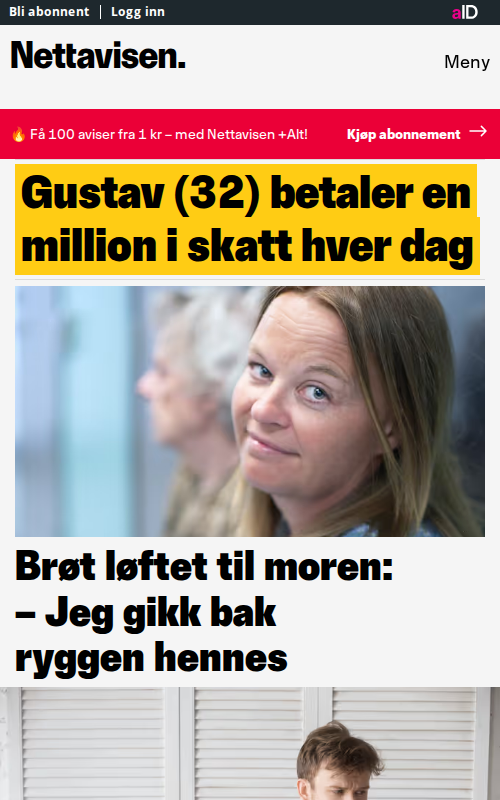 Bli abonnent
Logg inn
aID
Nettavisen.
Meny
🔥 Få 100 aviser fra 1 kr – med Nettavisen +Alt!
Kjøp abonnement →
Gustav (32) betaler en
million i skatt hver dag
Brøt løftet til moren:
– Jeg gikk bak
ryggen hennes